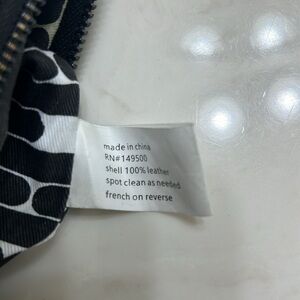 made in china
RN#149500
shell 100% leather
spot clean as needed
french on reverse